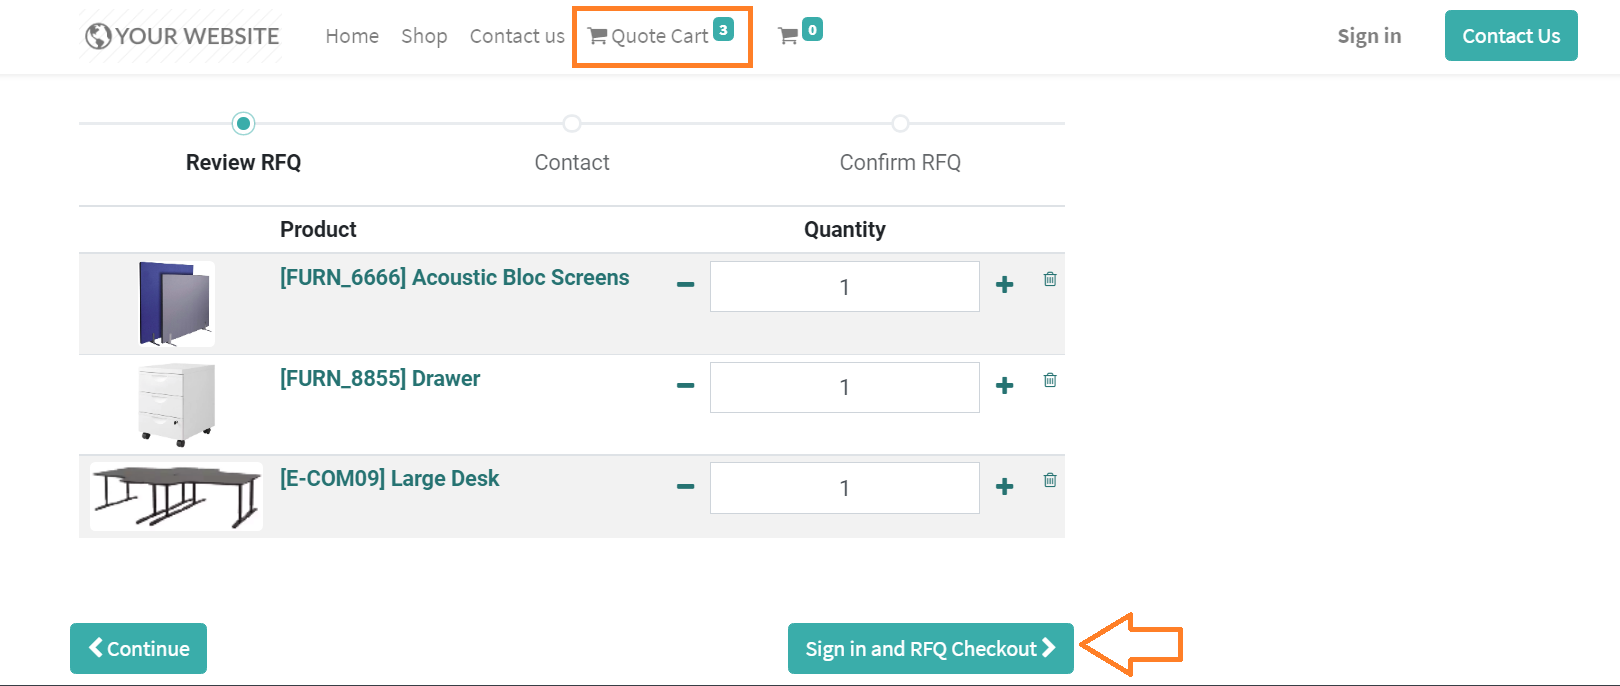 YOUR WEBSITE Home Shop Contact us Quote Cart 3 0 Sign in Contact Us
Review RFQ Contact Confirm RFQ
Product Quantity
[FURN_6666] Acoustic Bloc Screens 1
[FURN_8855] Drawer 1
[E-COM09] Large Desk 1
Continue Sign in and RFQ Checkout